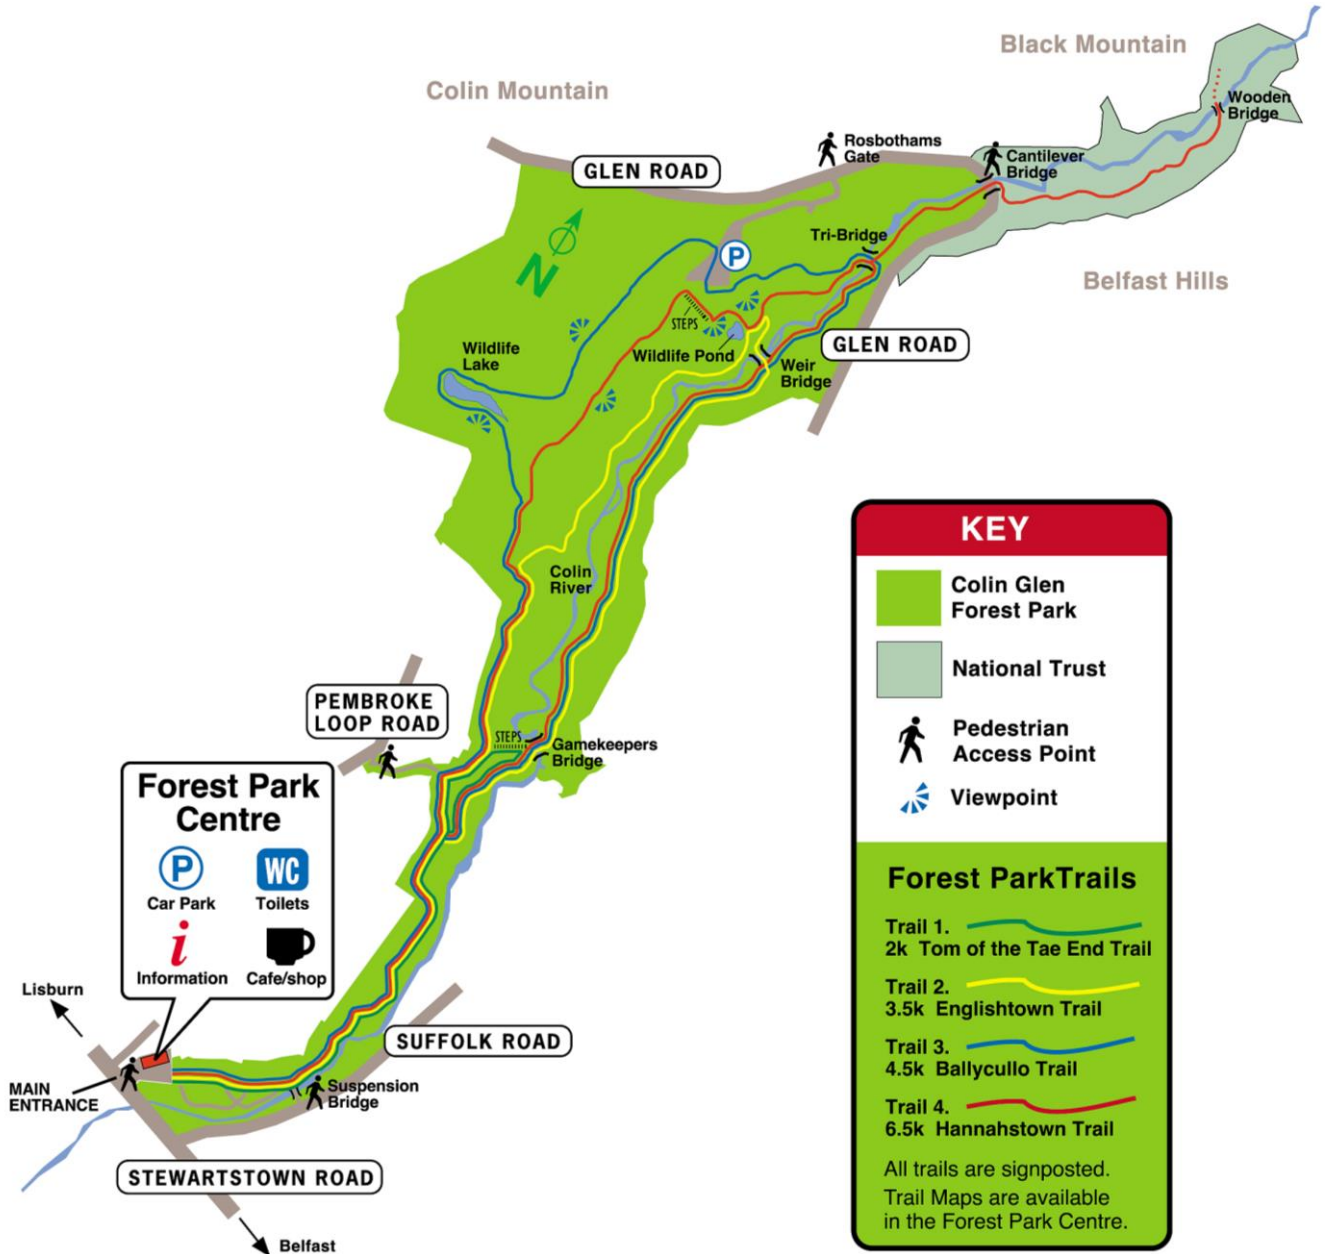 Black Mountain
Colin Mountain
Wooden
Bridge
Rosbothams
Gate
Cantilever
Bridge
GLEN ROAD
Tri-Bridge
P
N
Belfast Hills
STEPS
Wildlife
Lake
Wildlife Pond
GLEN ROAD
Weir
Bridge
Colin
River
PEMBROKE
LOOP ROAD
STEPS
Gamekeepers
Bridge
Forest Park
Centre
P
WC
Car Park
Toilets
i
Information
Cafe/shop
Lisburn
SUFFOLK ROAD
MAIN
ENTRANCE
Suspension
Bridge
STEWARTSTOWN ROAD
Belfast
KEY
Colin Glen
Forest Park
National Trust
Pedestrian
Access Point
Viewpoint
Forest ParkTrails
Trail 1.
2k Tom of the Tae End Trail
Trail 2.
3.5k Englishtown Trail
Trail 3.
4.5k Ballycullo Trail
Trail 4.
6.5k Hannahstown Trail
All trails are signposted.
Trail Maps are available
in the Forest Park Centre.